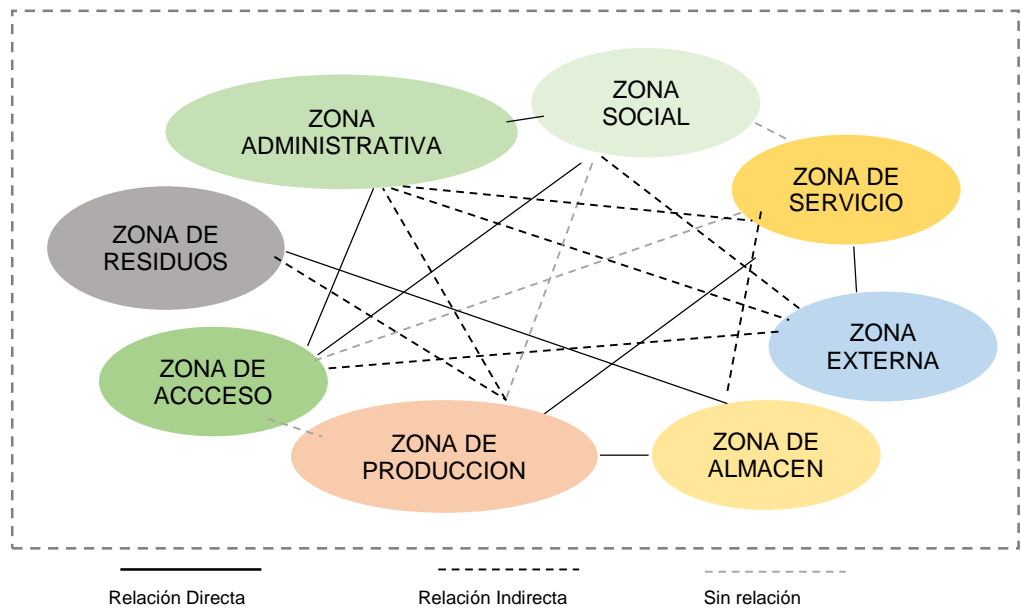 ZONA
ADMINISTRATIVA
ZONA
SOCIAL
ZONA DE
SERVICIO
ZONA DE
RESIDUOS
ZONA
EXTERNA
ZONA DE
ACCCESO
ZONA DE
PRODUCCION
ZONA DE
ALMACEN
Relación Directa
Relación Indirecta
Sin relación